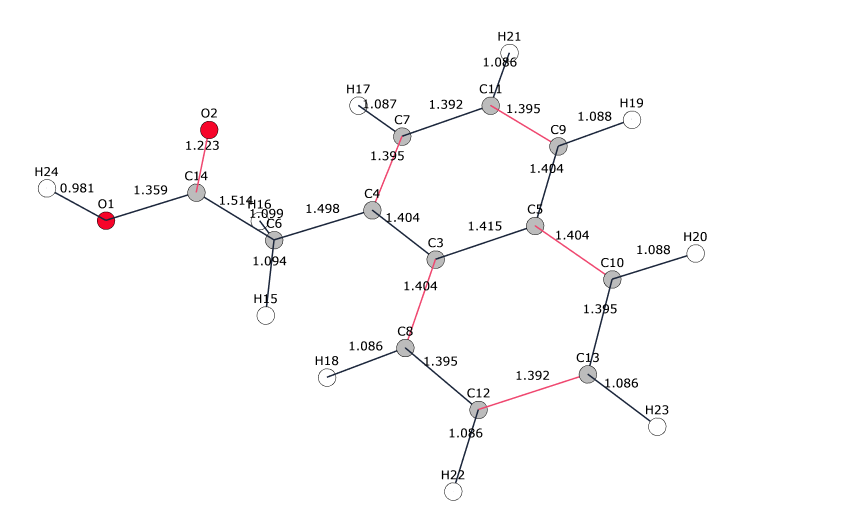 H21
1.086
H17
1.087
C11
1.392
1.395
H19
1.088
O2
C7
C9
1.223
1.395
1.404
H24
0.981
C14
1.359
O1
1.514
H16
1.099
C6
1.498
C4
1.404
1.415
C5
1.404
H20
1.088
C3
C10
1.094
1.404
H15
1.395
C8
1.086
H18
1.395
C13
1.392
1.086
C12
H23
1.086
H22